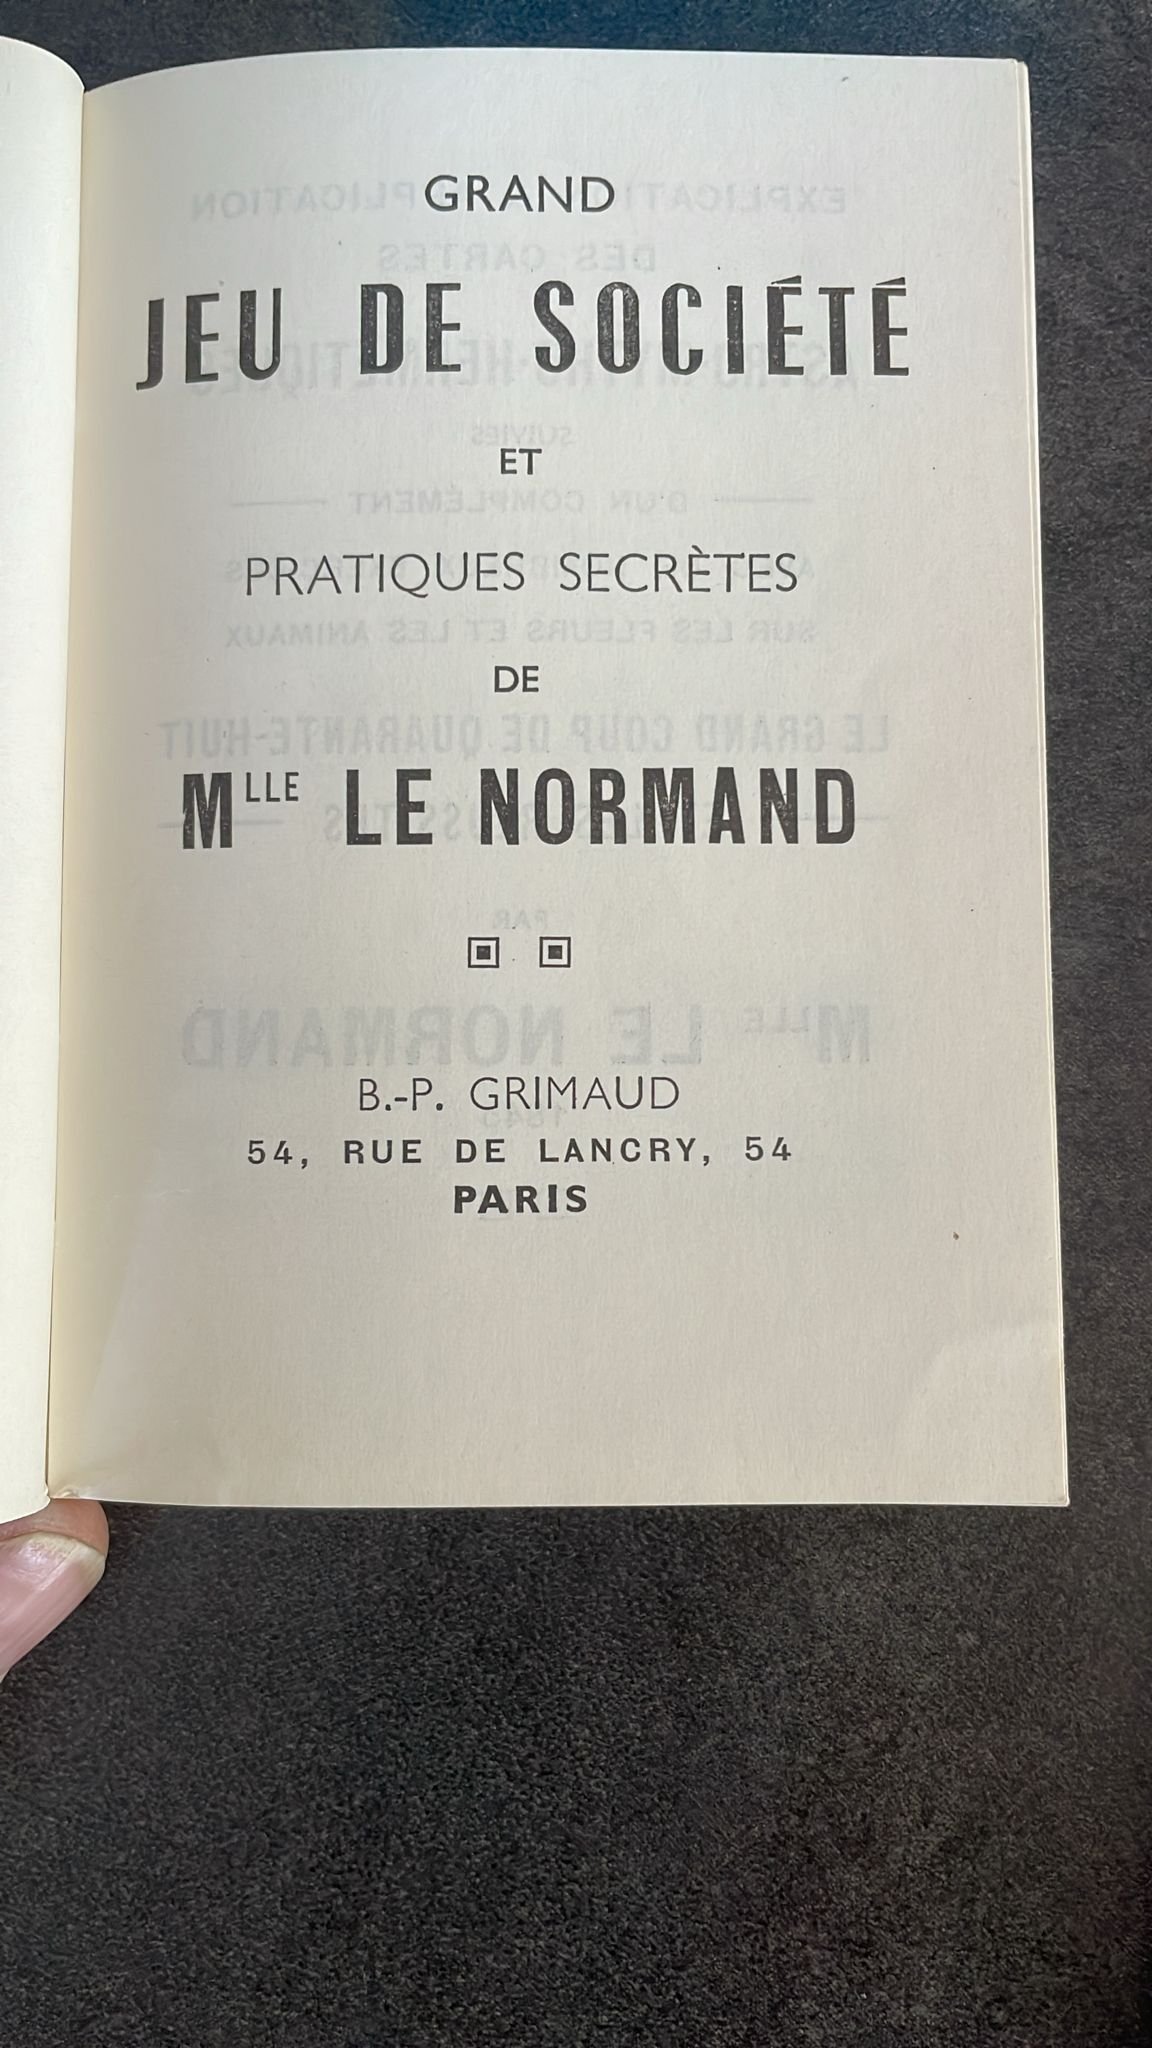 GRAND
JEU DE SOCIÉTÉ
ET
PRATIQUES SECRÈTES
DE
MLLE LE NORMAND
B.-P. GRIMAUD
54, RUE DE LANCRY, 54
PARIS